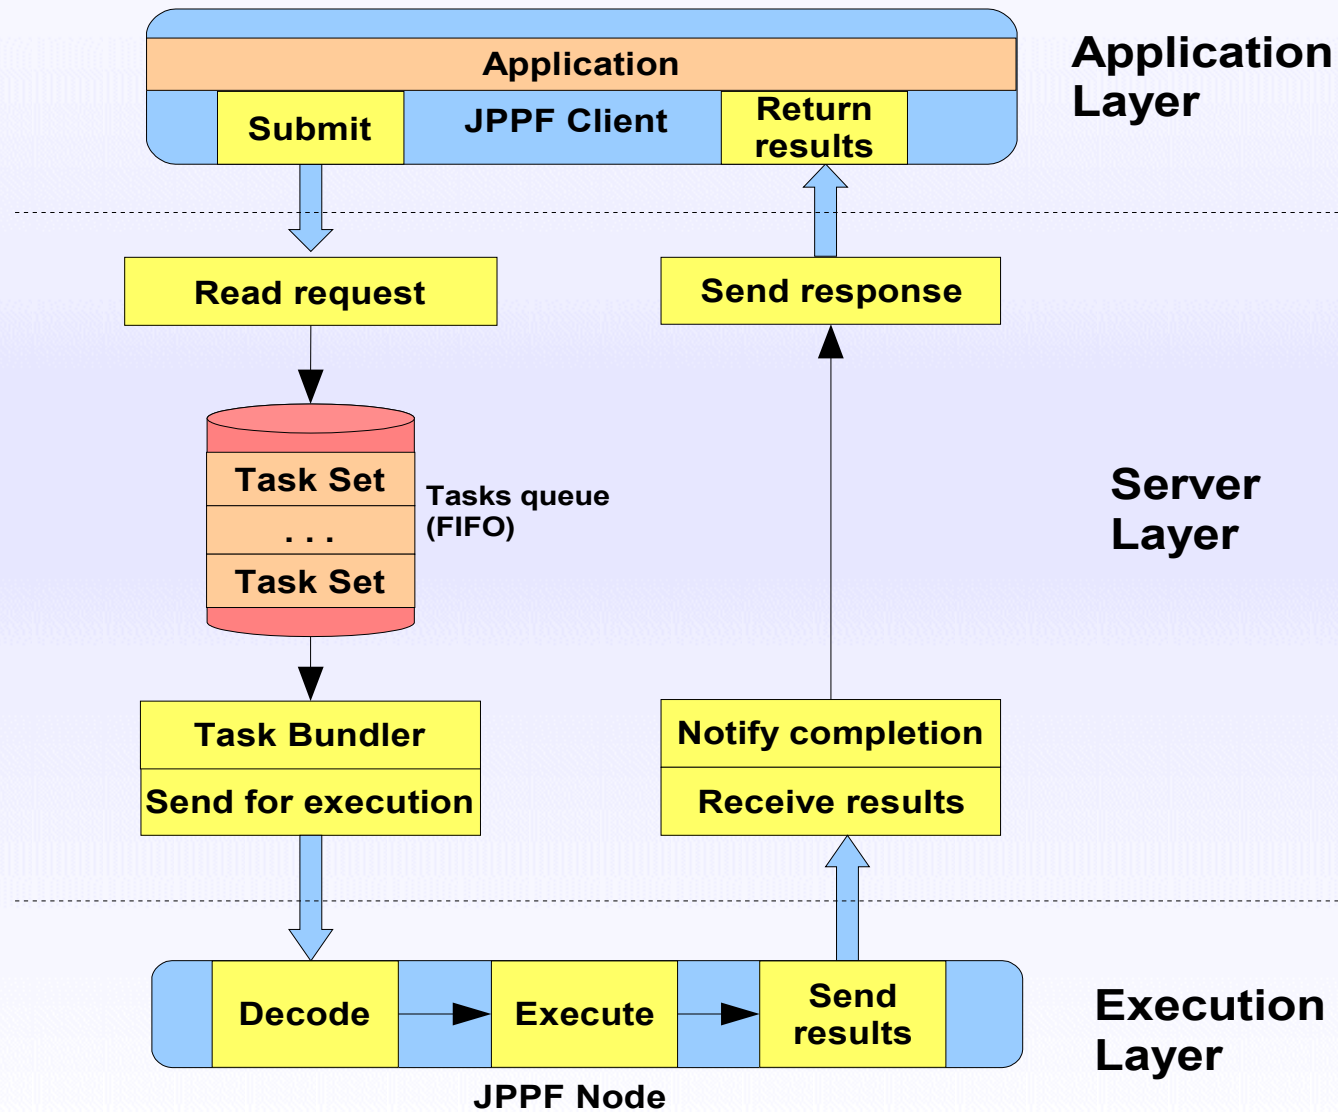 Application
Application
Layer
Submit
JPPF Client
Return
results
Read request
Send response
Task Set
. . .
Task Set
Tasks queue
(FIFO)
Server
Layer
Task Bundler
Send for execution
Notify completion
Receive results
Decode
Execute
Send
results
Execution
Layer
JPPF Node